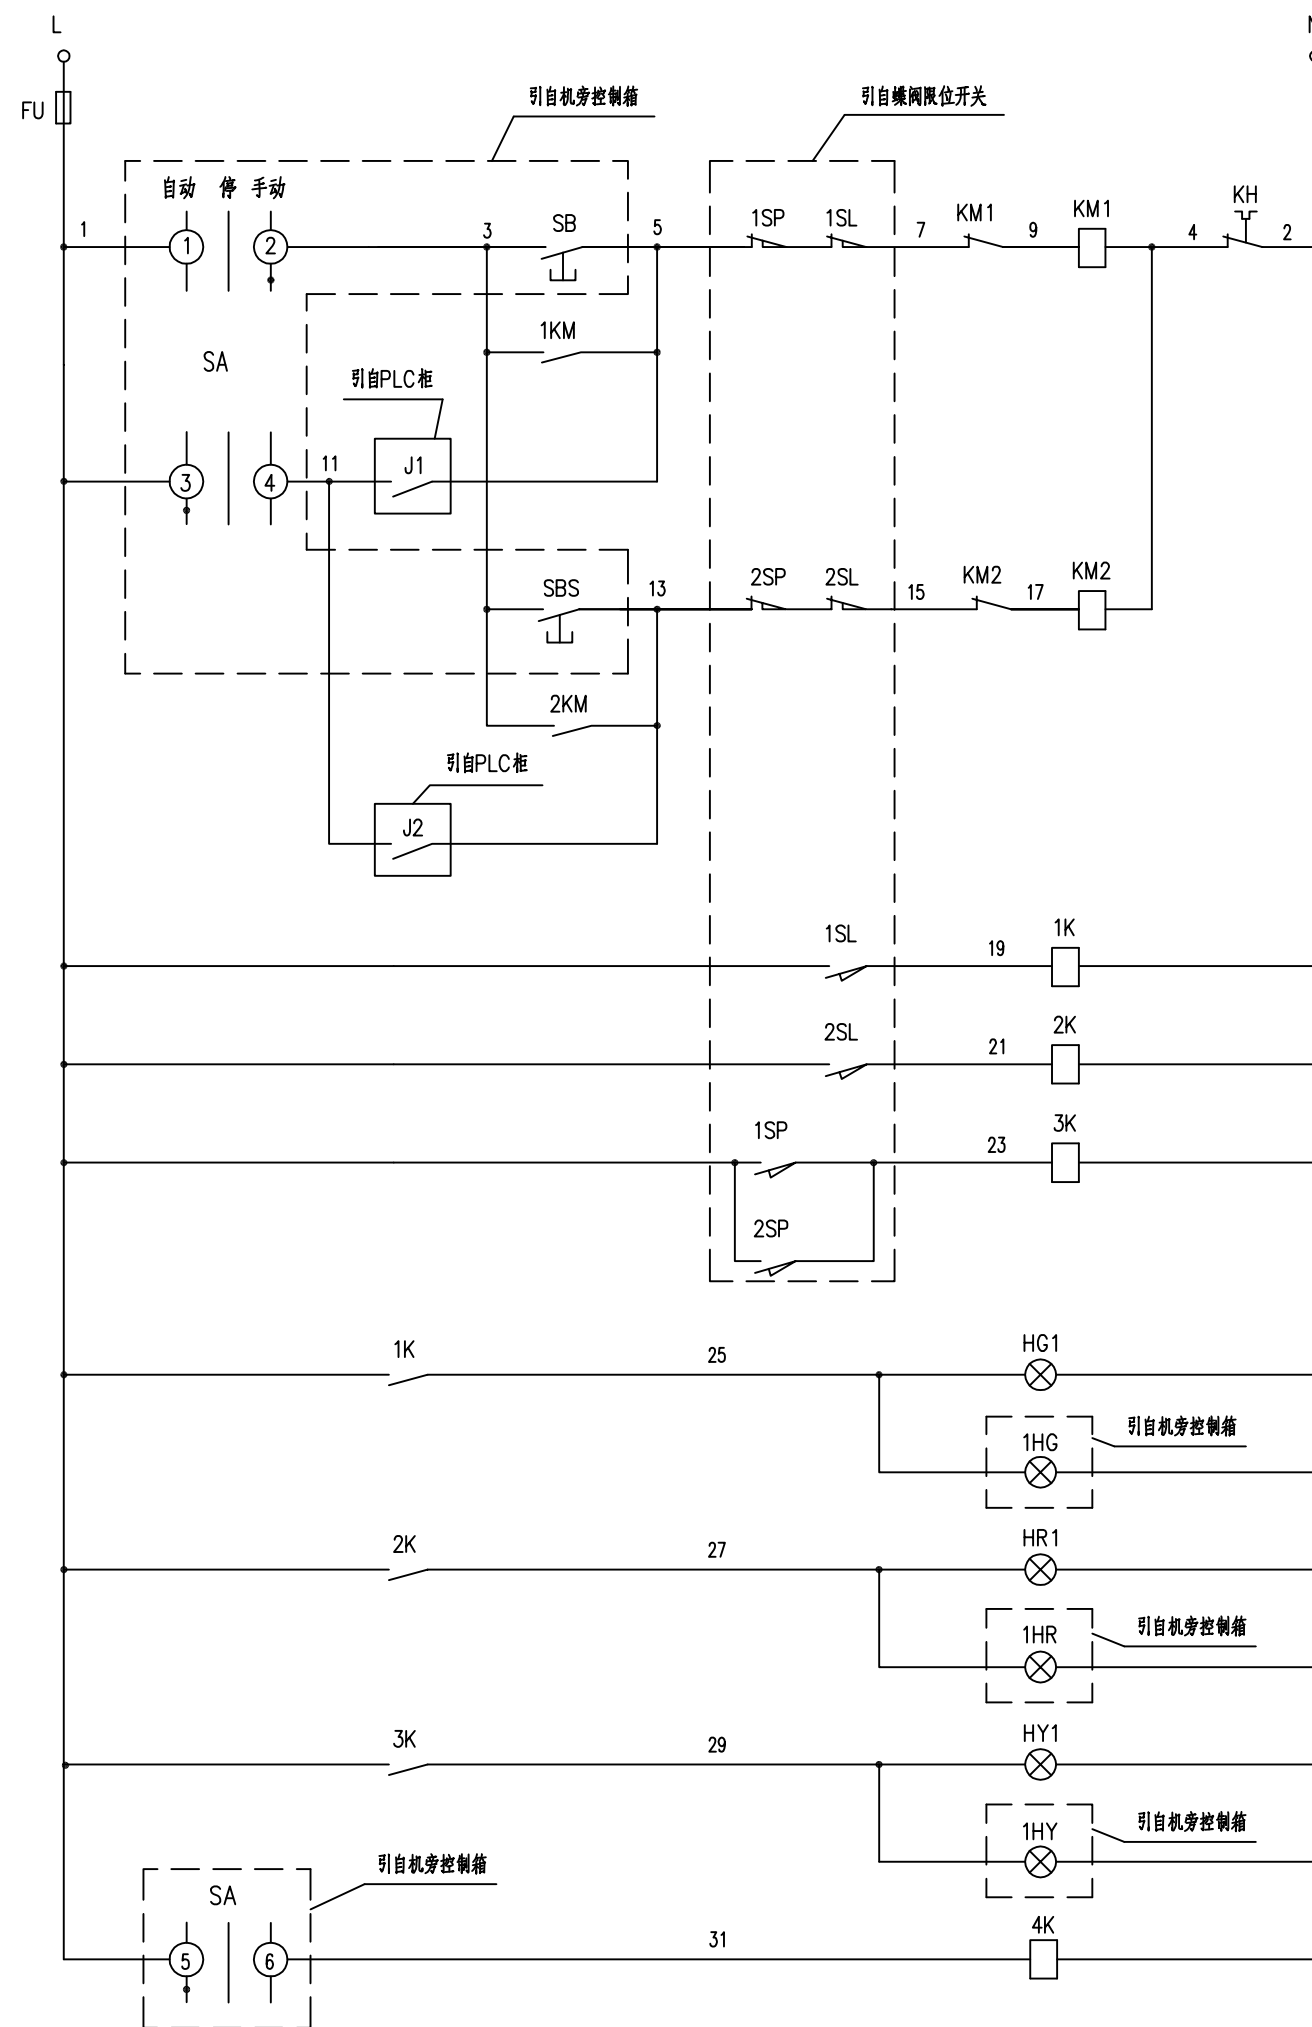 L
N
FU
引自机旁控制箱
引自蝶阀限位开关
自动 停 手动
1
1
2
3
SB
5
1SP
1SL
7
KM1
9
KM1
4
KH
2
1KM
SA
引自PLC柜
3
4
11
J1
SBS
13
2SP
2SL
15
KM2
17
KM2
2KM
引自PLC柜
J2
1SL
19
1K
2SL
21
2K
1SP
23
3K
2SP
1K
25
HG1
引自机旁控制箱
1HG
2K
27
HR1
引自机旁控制箱
1HR
3K
29
HY1
引自机旁控制箱
1HY
引自机旁控制箱
SA
5
6
31
4K